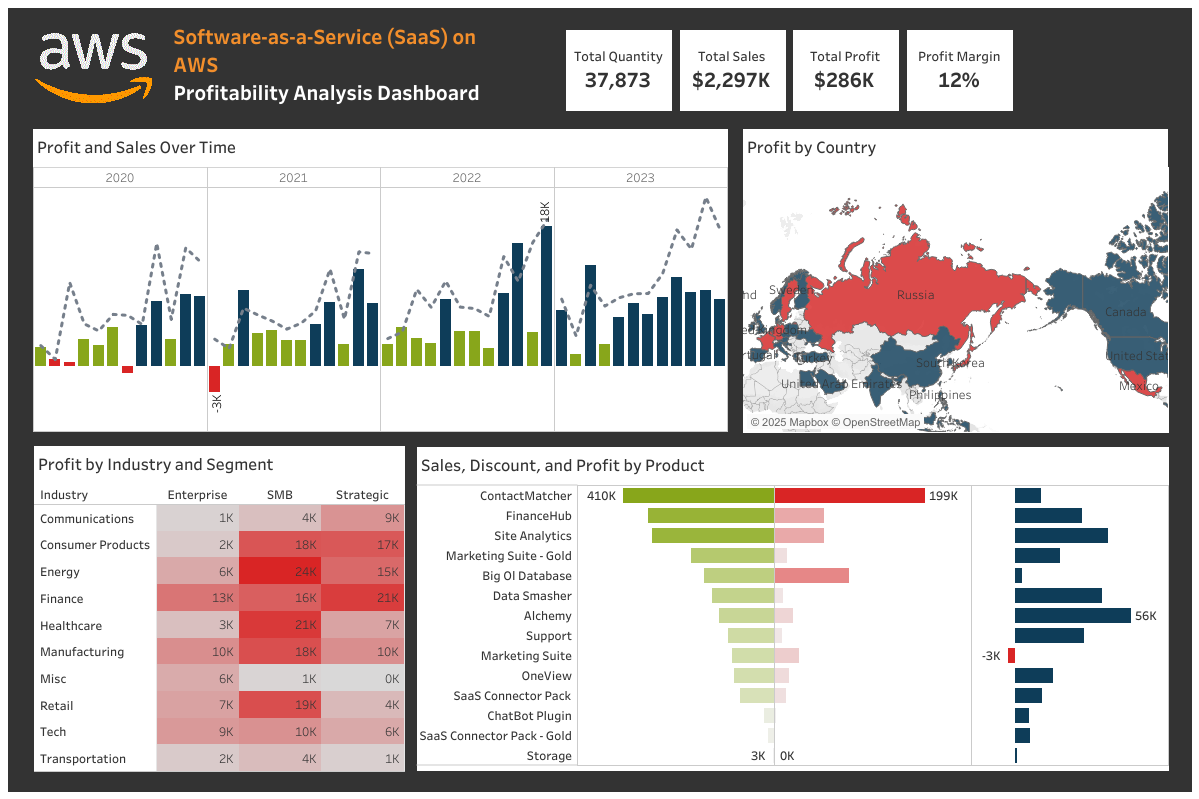 aws
Software-as-a-Service (SaaS) on
AWS
Profitability Analysis Dashboard
Total Quantity
37,873
Total Sales
$2,297K
Total Profit
$286K
Profit Margin
12%
Profit and Sales Over Time
2020 2021 2022 2023
-3K
18K
Profit by Country
Sweden
Russia
Canada
United Arab Emirates
South Korea
Philippines
Mexico
© 2025 Mapbox © OpenStreetMap
Profit by Industry and Segment
Industry Enterprise SMB Strategic
Communications 1K 4K 9K
Consumer Products 2K 18K 17K
Energy 6K 24K 15K
Finance 13K 16K 21K
Healthcare 3K 21K 7K
Manufacturing 10K 18K 10K
Misc 6K 1K 0K
Retail 7K 19K 4K
Tech 9K 10K 6K
Transportation 2K 4K 1K
Sales, Discount, and Profit by Product
ContactMatcher 410K 199K
FinanceHub
Site Analytics
Marketing Suite - Gold
Big Ol Database
Data Smasher
Alchemy 56K
Support
Marketing Suite -3K
OneView
SaaS Connector Pack
ChatBot Plugin
SaaS Connector Pack - Gold
Storage 3K 0K